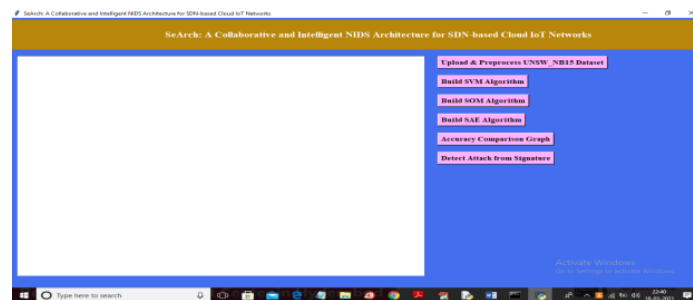 SeArch: A Collaborative and Intelligent NIDS Architecture for SDN-based Cloud IoT Networks
SeArch: A Collaborative and Intelligent NIDS Architecture for SDN-based Cloud IoT Networks
Upload & Preprocess UNSW_NB15 Dataset
Build SVM Algorithm
Build SOM Algorithm
Build SAE Algorithm
Accuracy Comparison Graph
Detect Attack from Signature
Activate Windows
Go to Settings to activate Windows.
Type here to search
22:40